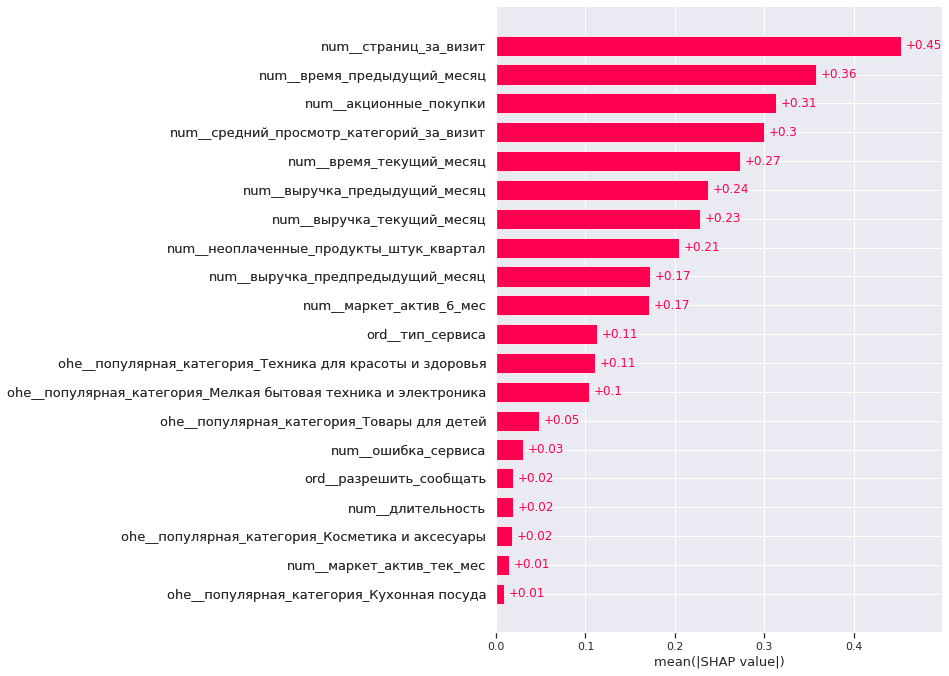 num__страниц_за_визит +0.45
num__время_предыдущий_месяц +0.36
num__акционные_покупки +0.31
num__средний_просмотр_категорий_за_визит +0.3
num__время_текущий_месяц +0.27
num__выручка_предыдущий_месяц +0.24
num__выручка_текущий_месяц +0.23
num__неоплаченные_продукты_штук_квартал +0.21
num__выручка_предпредыдущий_месяц +0.17
num__маркет_актив_6_мес +0.17
ord__тип_сервиса +0.11
ohe__популярная_категория_Техника для красоты и здоровья +0.11
ohe__популярная_категория_Мелкая бытовая техника и электроника +0.1
ohe__популярная_категория_Товары для детей +0.05
num__ошибка_сервиса +0.03
ord__разрешить_сообщать +0.02
num__длительность +0.02
ohe__популярная_категория_Косметика и аксесуары +0.02
num__маркет_актив_тек_мес +0.01
ohe__популярная_категория_Кухонная посуда +0.01
0.0 0.1 0.2 0.3 0.4
mean(|SHAP value|)